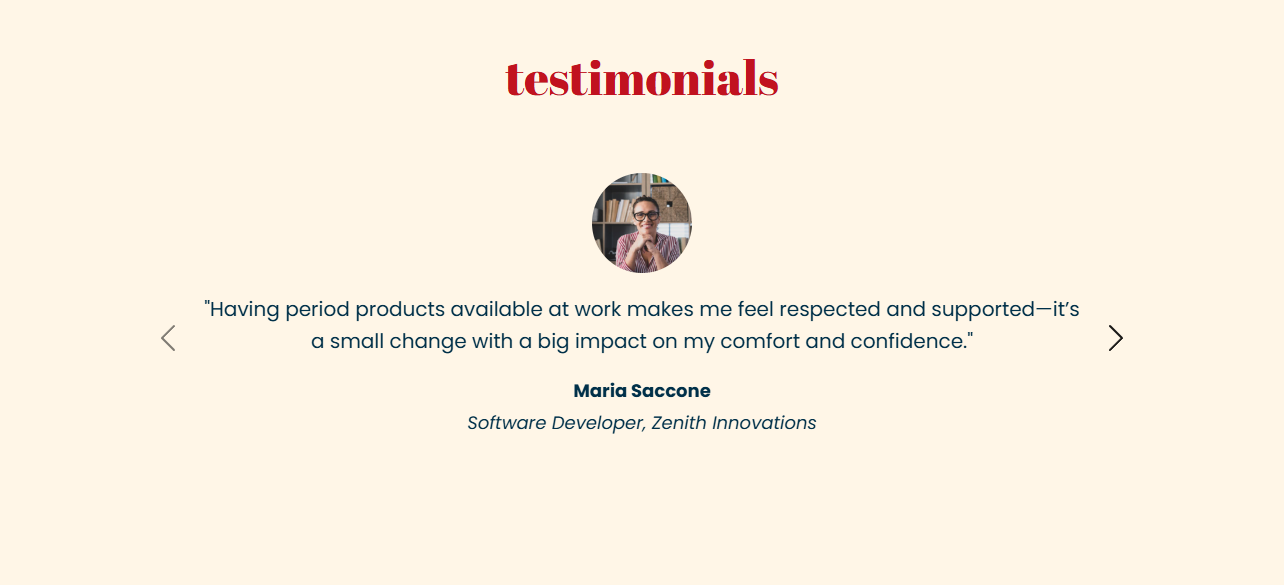 testimonials
"Having period products available at work makes me feel respected and supported—it’s
a small change with a big impact on my comfort and confidence."
Maria Saccone
Software Developer, Zenith Innovations